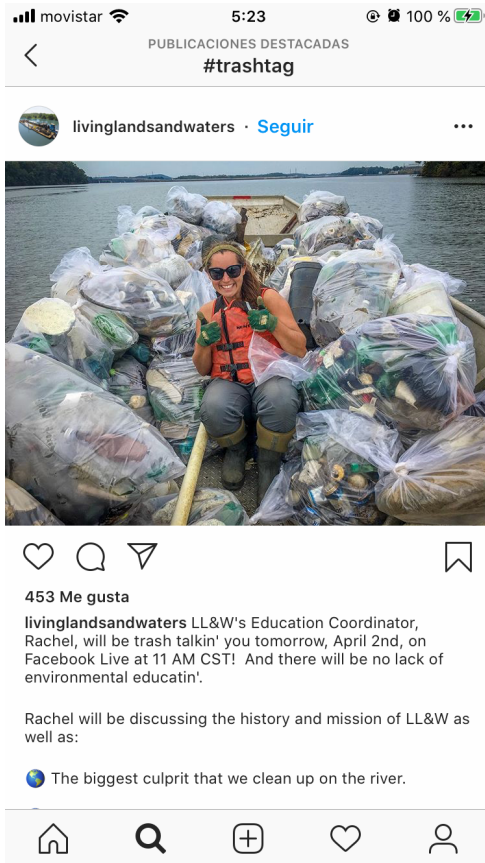 movistar 5:23 100 %
PUBLICACIONES DESTACADAS
#trashtag
livinglandsandwaters · Seguir
453 Me gusta
livinglandsandwaters LL&W's Education Coordinator,
Rachel, will be trash talkin' you tomorrow, April 2nd, on
Facebook Live at 11 AM CST! And there will be no lack of
environmental educatin'.
Rachel will be discussing the history and mission of LL&W as
well as:
🌎 The biggest culprit that we clean up on the river.